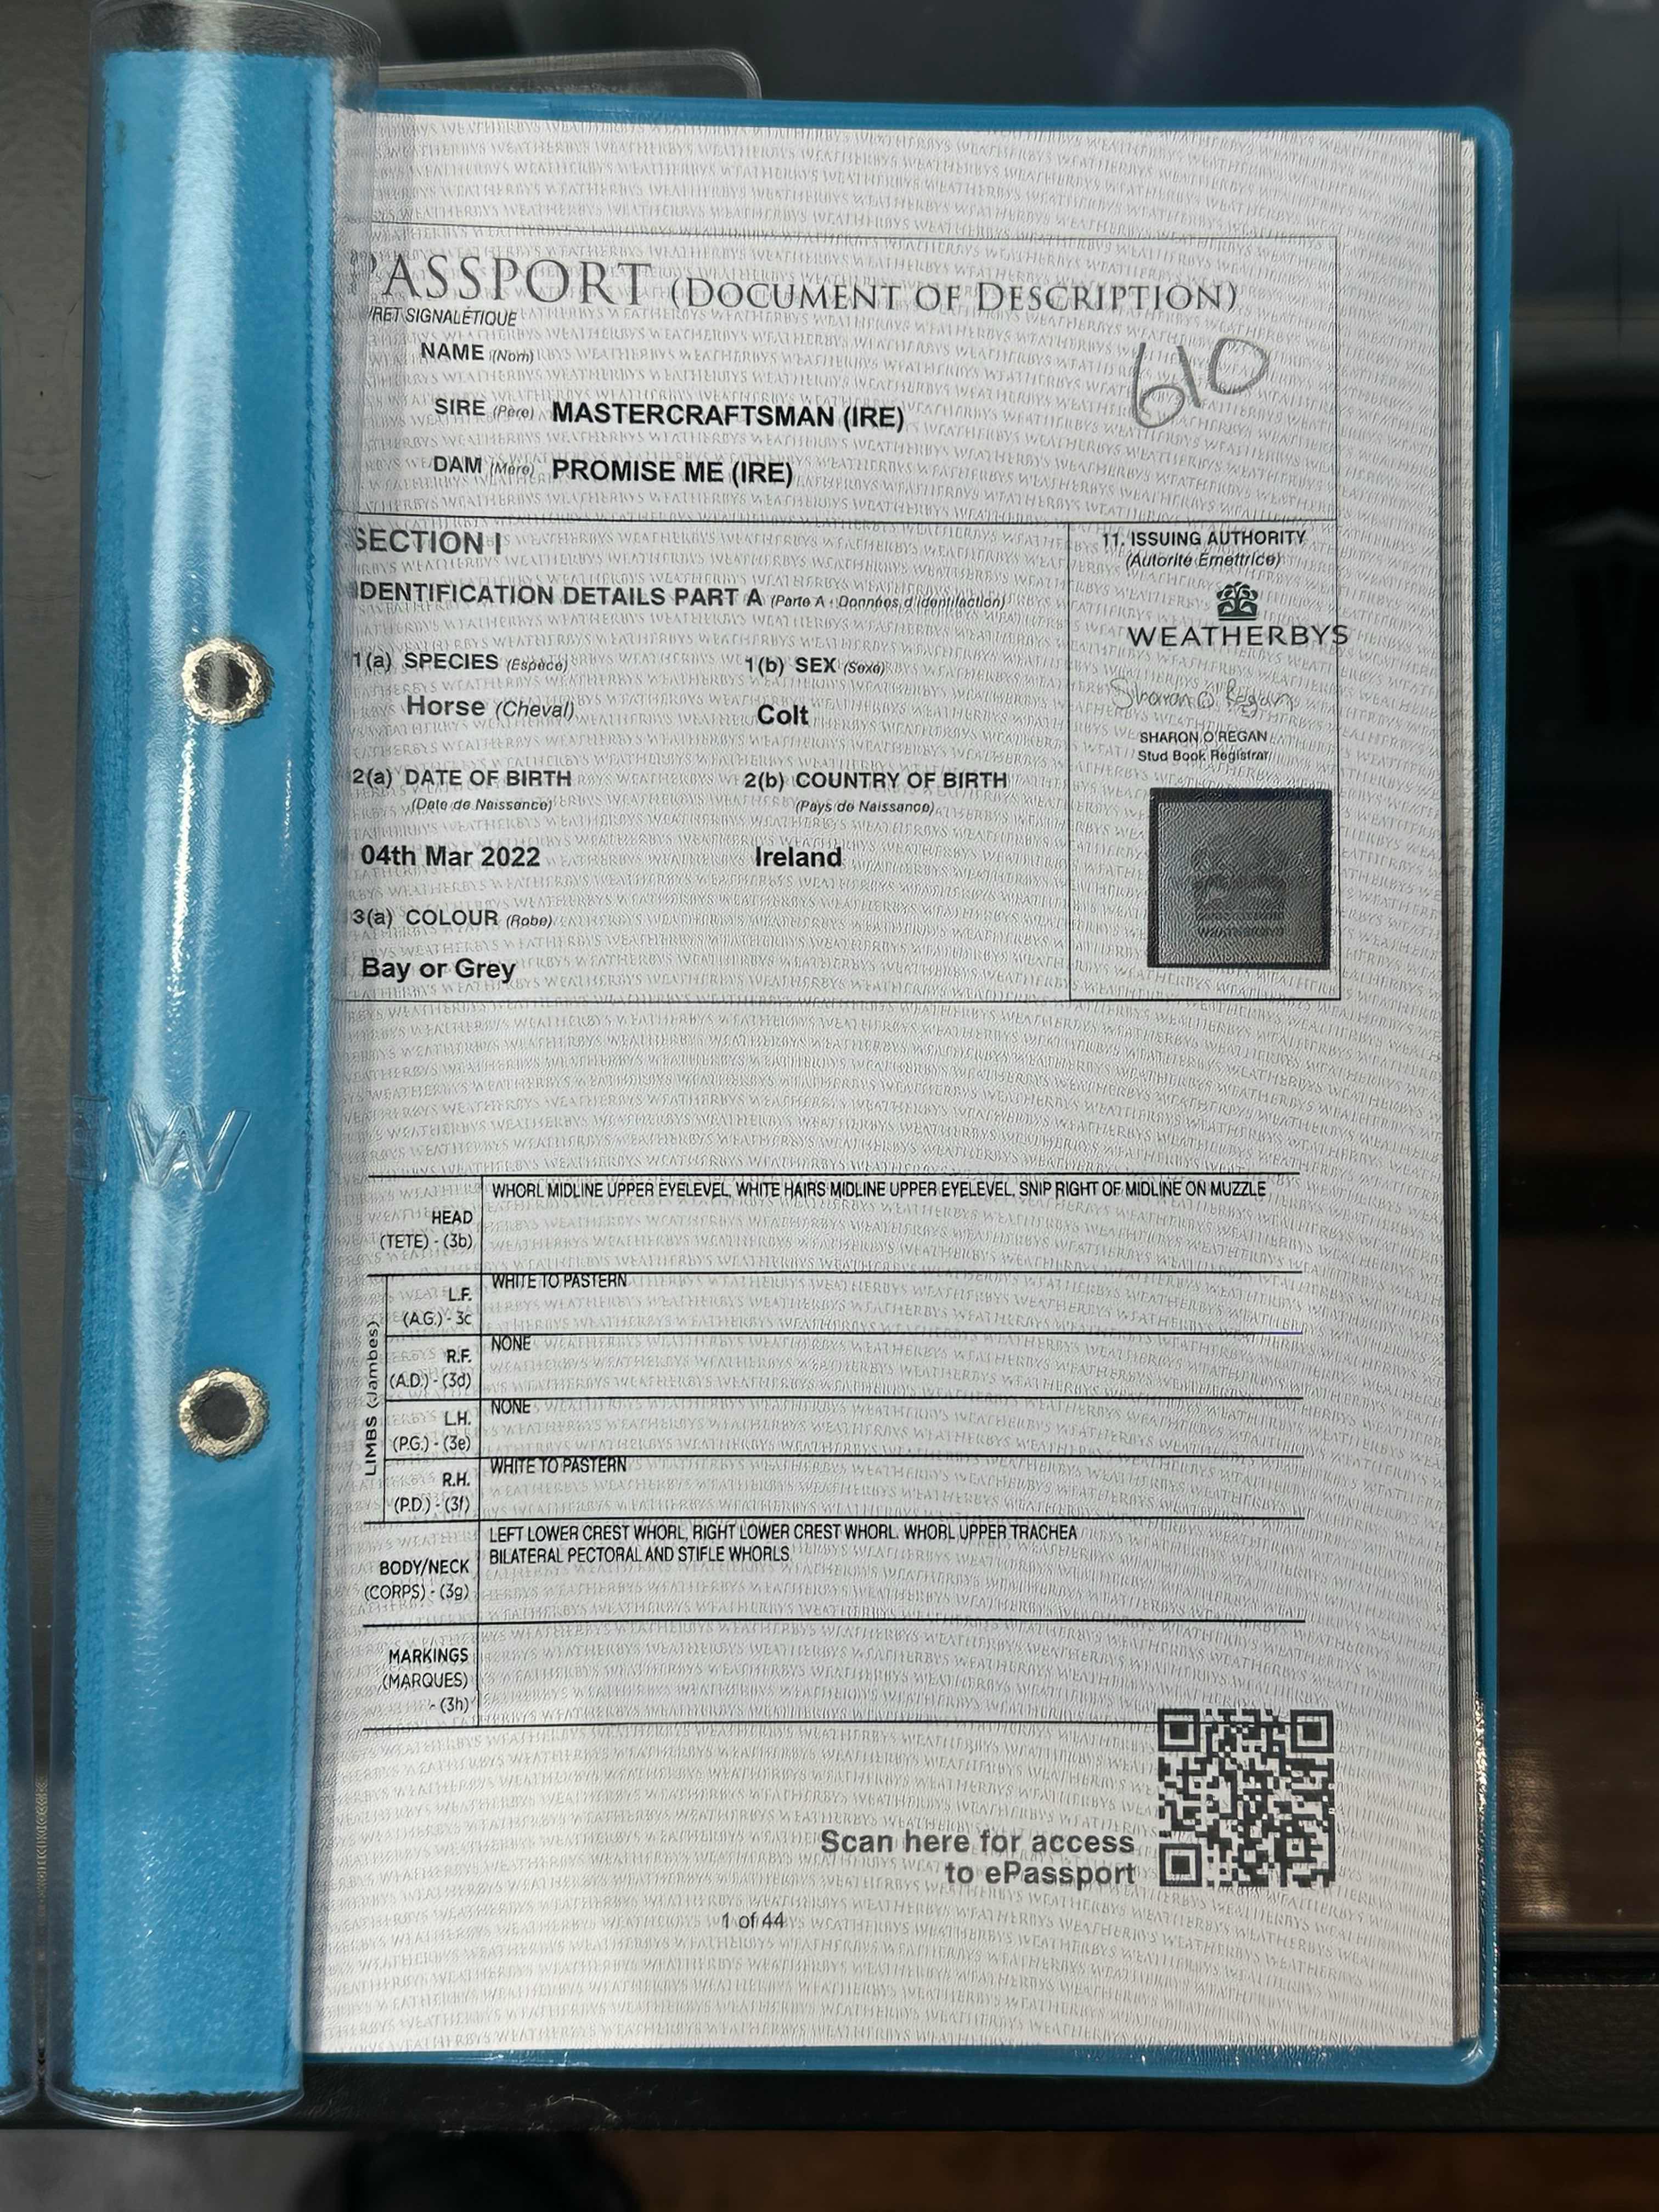 PASSPORT (DOCUMENT OF DESCRIPTION)
VRET SIGNALÉTIQUE
NAME (Nom)
610
SIRE (Père) MASTERCRAFTSMAN (IRE)
DAM (Mère) PROMISE ME (IRE)
SECTION I
IDENTIFICATION DETAILS PART A (Parte A - Données d'identifaction)
1(a) SPECIES (Espèce) 1(b) SEX (Sexe)
Horse (Cheval) Colt
2(a) DATE OF BIRTH 2(b) COUNTRY OF BIRTH
(Date de Naissance) (Pays de Naissance)
04th Mar 2022 Ireland
3(a) COLOUR (Robe)
Bay or Grey
11. ISSUING AUTHORITY
(Autorité Émettrice)
WEATHERBYS
Sharon O'Regan
SHARON O'REGAN
Stud Book Registrar
WEATHERBYS
W
HEAD
(TETE) - (3b)
WHORL MIDLINE UPPER EYELEVEL, WHITE HAIRS MIDLINE UPPER EYELEVEL, SNIP RIGHT OF MIDLINE ON MUZZLE
LIMBS (Jambes)
L.F.
(A.G.) - 3c
WHITE TO PASTERN
R.F.
(A.D.) - (3d)
NONE
L.H.
(P.G.) - (3e)
NONE
R.H.
(P.D.) - (3f)
WHITE TO PASTERN
BODY/NECK
(CORPS) - (3g)
LEFT LOWER CREST WHORL, RIGHT LOWER CREST WHORL. WHORL UPPER TRACHEA
BILATERAL PECTORAL AND STIFLE WHORLS
MARKINGS
(MARQUES)
- (3h)
Scan here for access
to ePassport
1 of 44